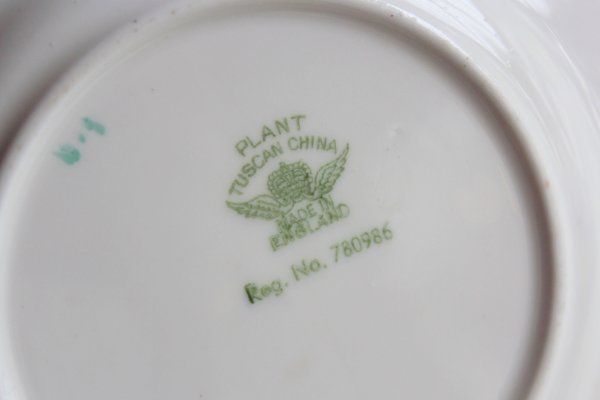 PLANT
TUSCAN CHINA
MADE IN
ENGLAND
Reg. No. 780986